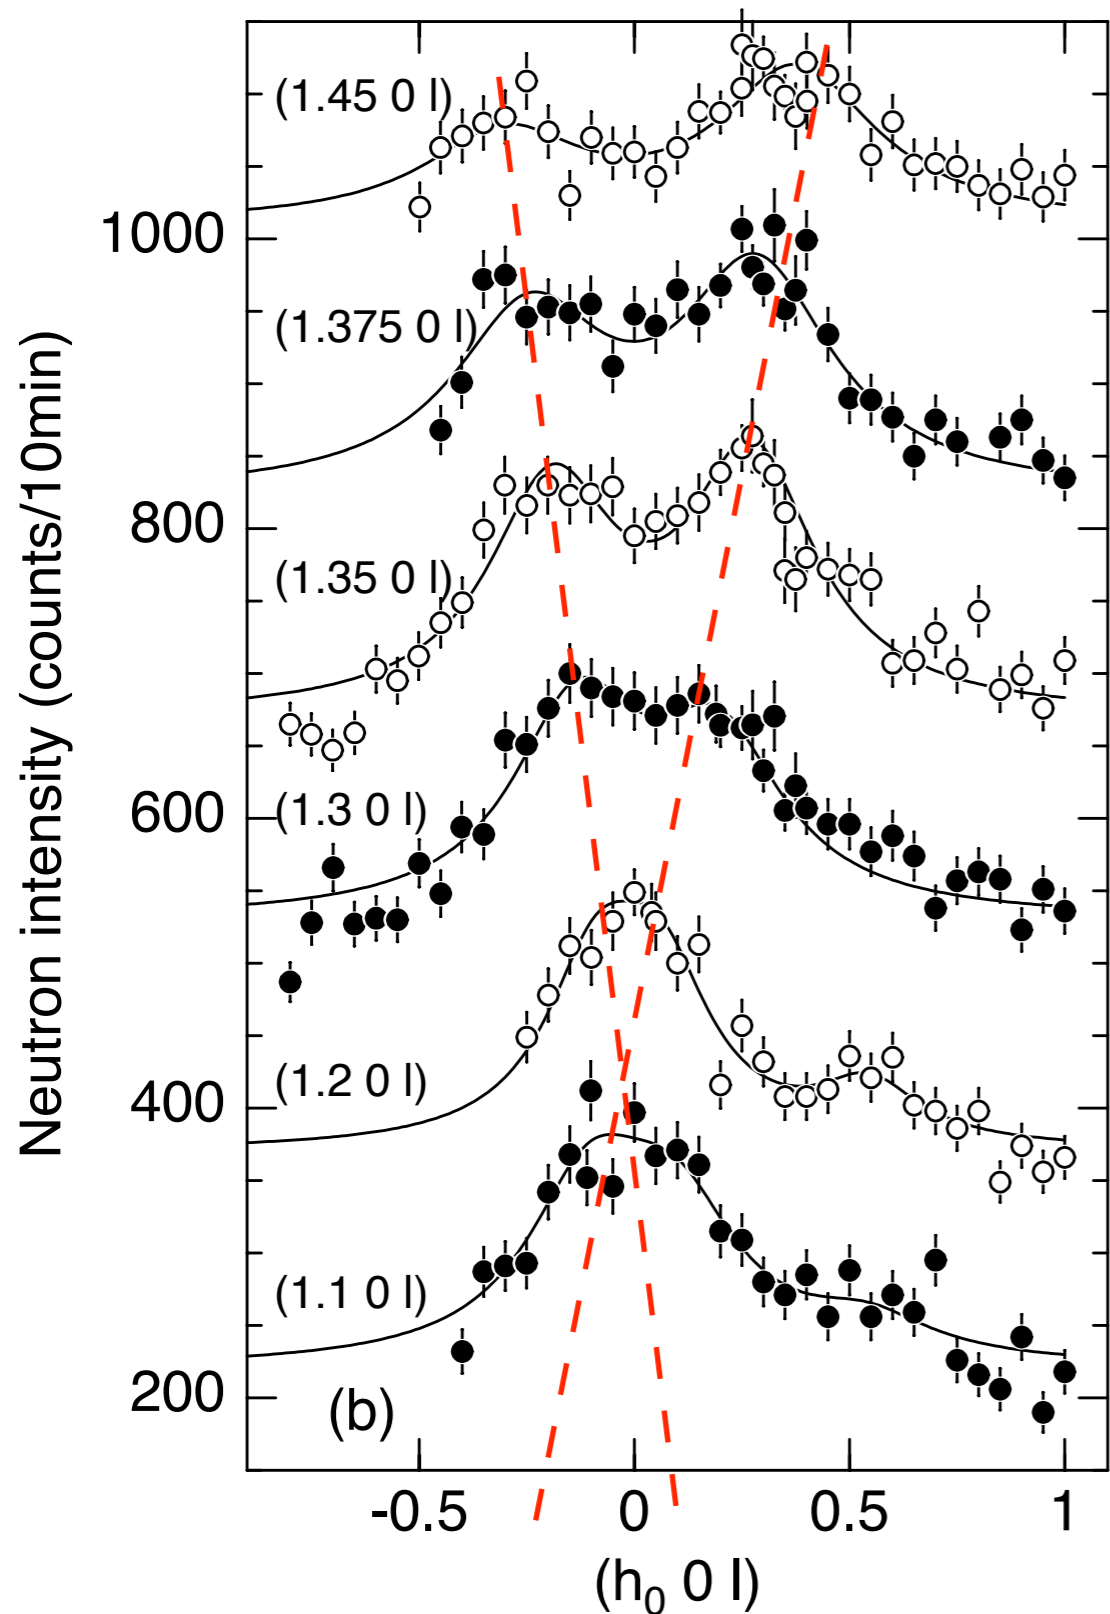 Neutron intensity (counts/10min)
1000
800
600
400
200
(1.45 0 l)
(1.375 0 l)
(1.35 0 l)
(1.3 0 l)
(1.2 0 l)
(1.1 0 l)
(b)
-0.5 0 0.5 1
(h₀ 0 l)